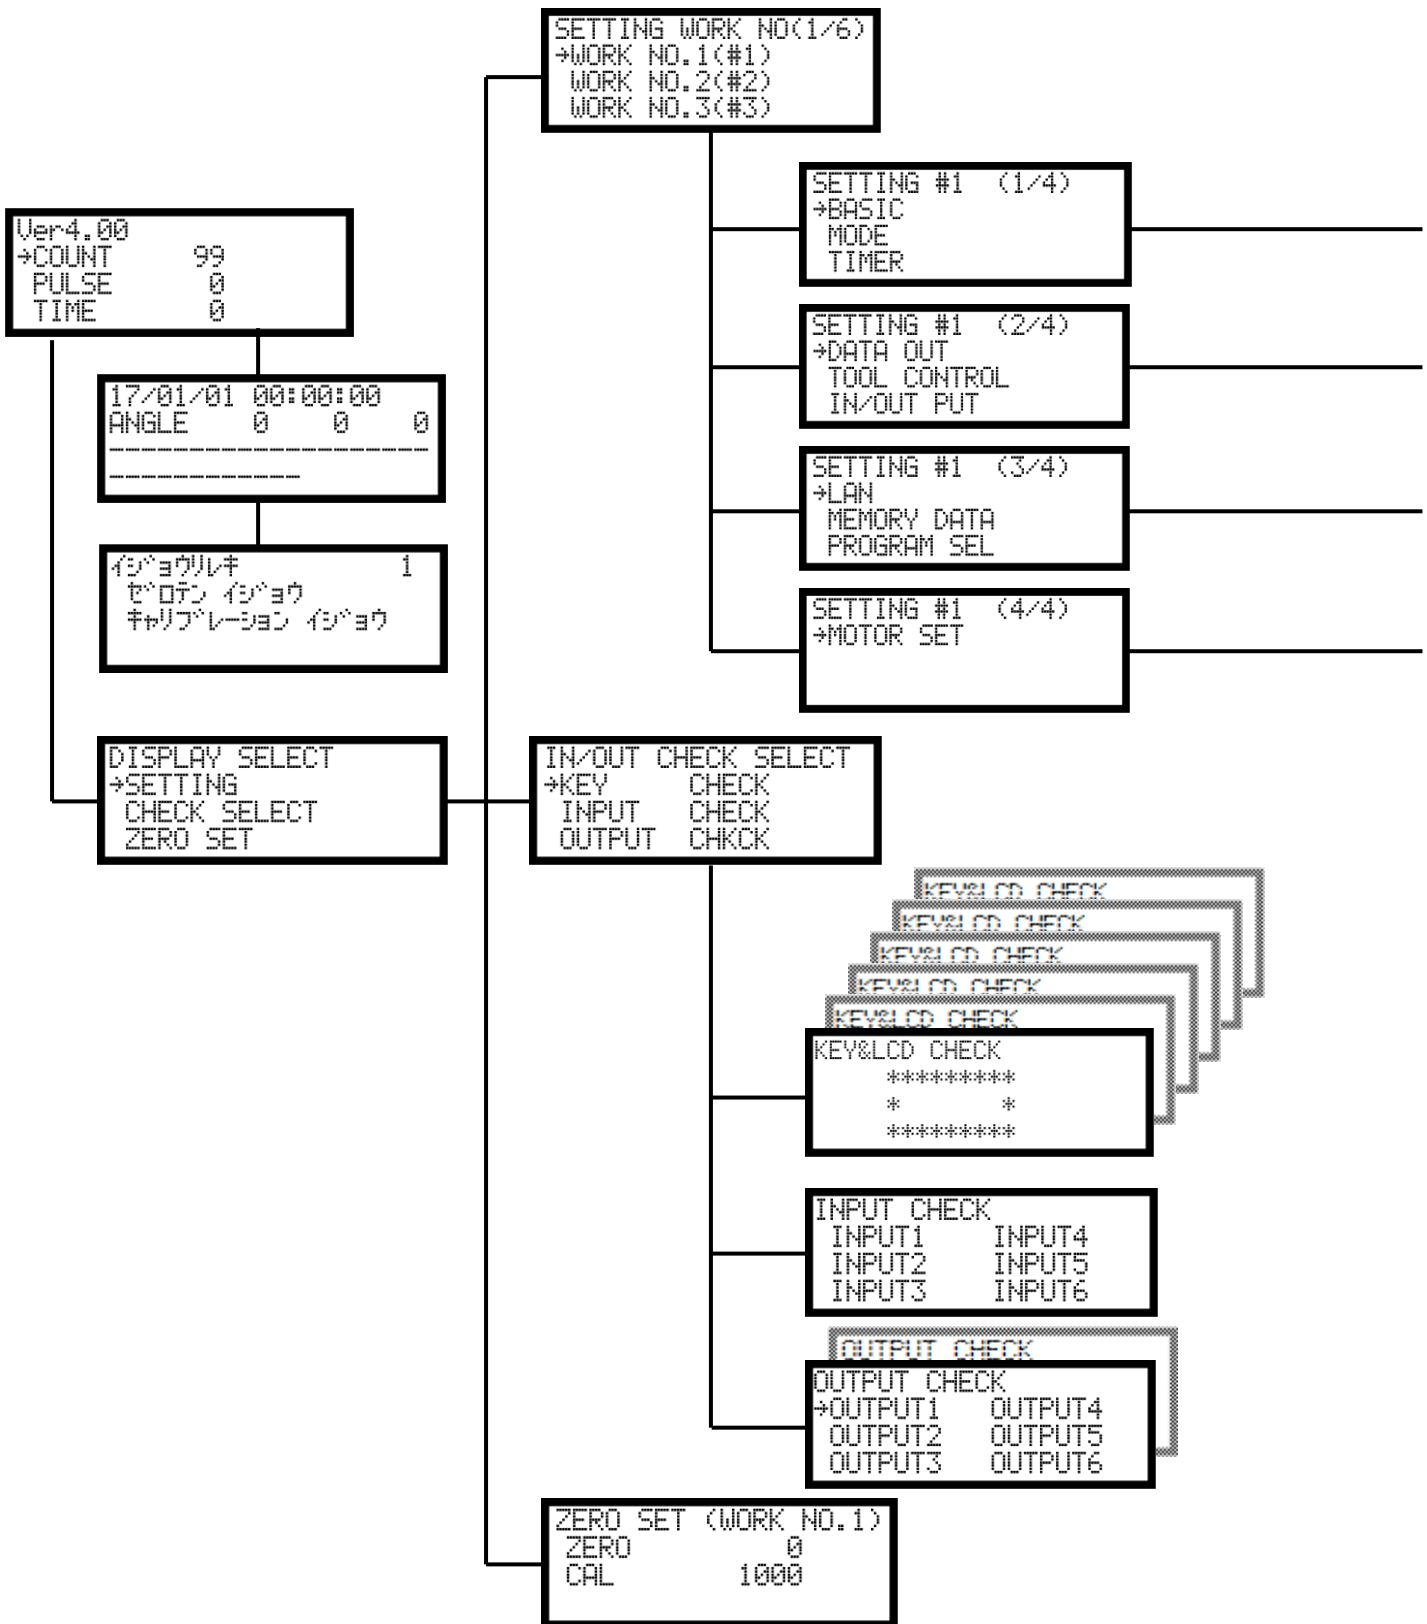 SETTING WORK NO(1/6)
→WORK NO.1(#1)
WORK NO.2(#2)
WORK NO.3(#3)
SETTING #1 (1/4)
→BASIC
MODE
TIMER
Ver4.00
→COUNT 99
PULSE 0
TIME 0
SETTING #1 (2/4)
→DATA OUT
TOOL CONTROL
IN/OUT PUT
17/01/01 00:00:00
ANGLE 0 0 0
--------------------
------------
SETTING #1 (3/4)
→LAN
MEMORY DATA
PROGRAM SEL
イジョウリレキ 1
ゼロテン イジョウ
キャリブレーション イジョウ
SETTING #1 (4/4)
→MOTOR SET
DISPLAY SELECT
→SETTING
CHECK SELECT
ZERO SET
IN/OUT CHECK SELECT
→KEY CHECK
INPUT CHECK
OUTPUT CHKCK
KEY&LCD CHECK
KEY&LCD CHECK
KEY&LCD CHECK
KEY&LCD CHECK
KEY&LCD CHECK
KEY&LCD CHECK
*********
* *
*********
INPUT CHECK
INPUT1 INPUT4
INPUT2 INPUT5
INPUT3 INPUT6
OUTPUT CHECK
OUTPUT CHECK
→OUTPUT1 OUTPUT4
OUTPUT2 OUTPUT5
OUTPUT3 OUTPUT6
ZERO SET (WORK NO.1)
ZERO 0
CAL 1000